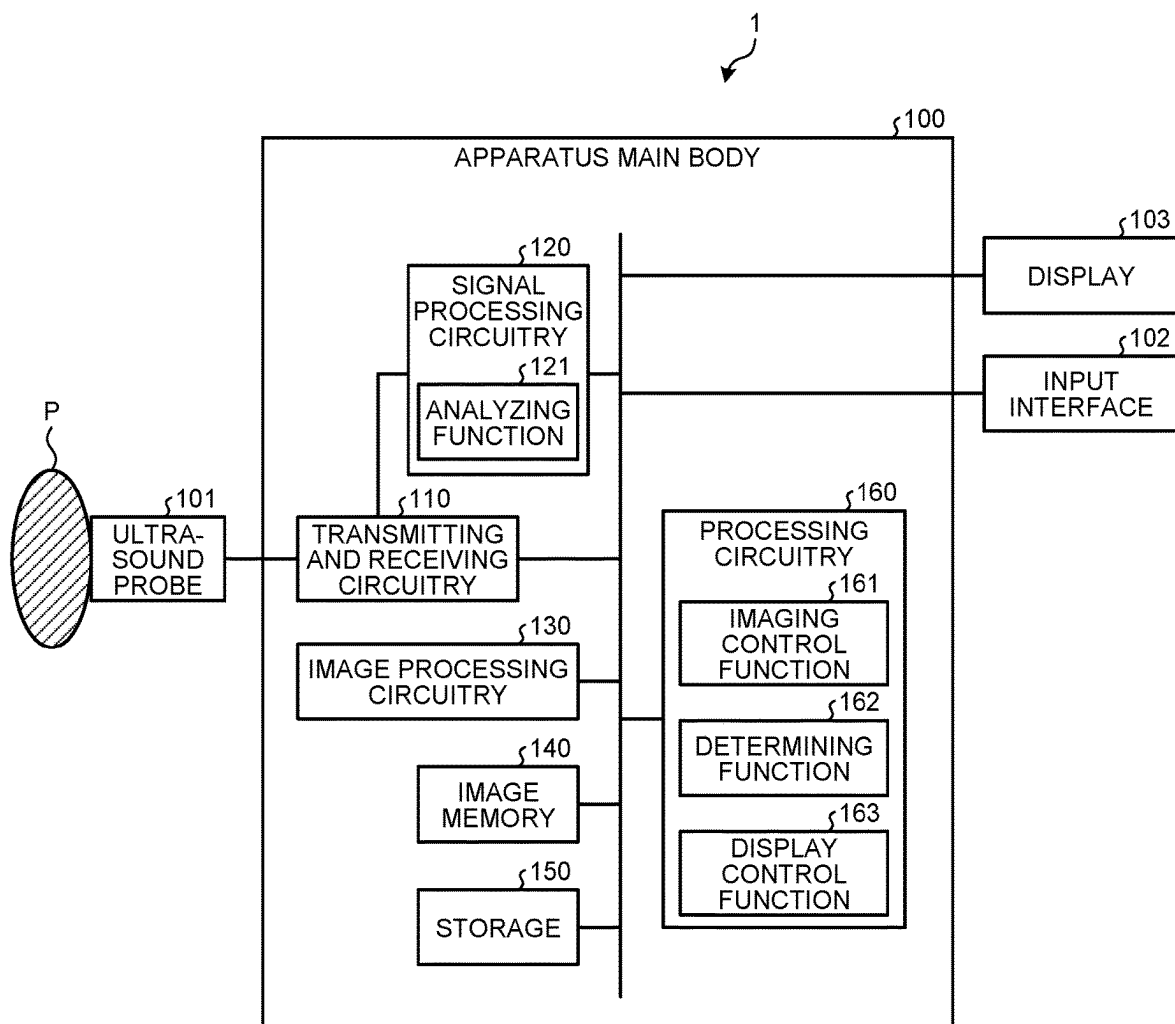 1
100
APPARATUS MAIN BODY
103
DISPLAY
120
SIGNAL
PROCESSING
CIRCUITRY
121
ANALYZING
FUNCTION
102
INPUT
INTERFACE
P
101
ULTRA-
SOUND
PROBE
110
TRANSMITTING
AND RECEIVING
CIRCUITRY
160
PROCESSING
CIRCUITRY
161
IMAGING
CONTROL
FUNCTION
130
IMAGE PROCESSING
CIRCUITRY
162
DETERMINING
FUNCTION
140
IMAGE
MEMORY
163
DISPLAY
CONTROL
FUNCTION
150
STORAGE